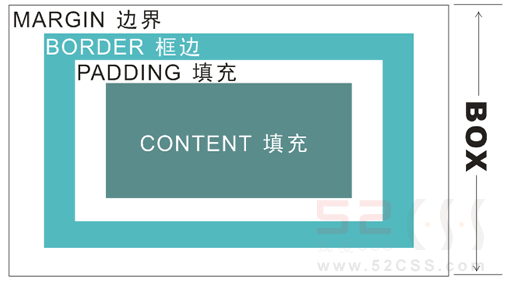 MARGIN 边界
BORDER 框边
PADDING 填充
CONTENT 填充
BOX
52CSS
www.52CSS.com